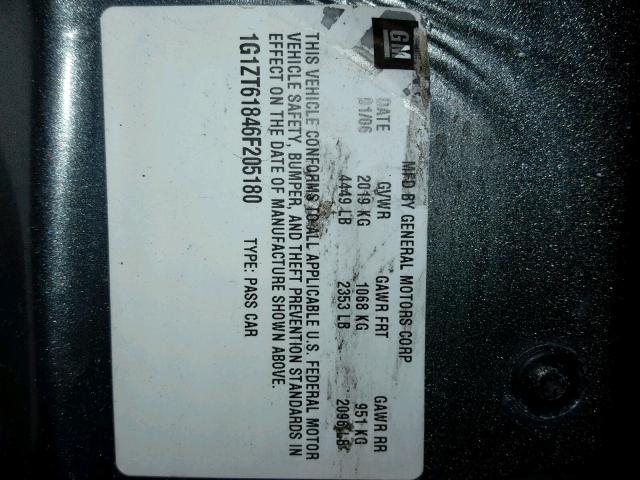 GM
MFD BY GENERAL MOTORS CORP
DATE GVWR GAWR FRT GAWR RR
01/06 2019 KG 1068 KG 951 KG
4449 LB 2353 LB 2096 LB
THIS VEHICLE CONFORMS TO ALL APPLICABLE U.S. FEDERAL MOTOR
VEHICLE SAFETY, BUMPER, AND THEFT PREVENTION STANDARDS IN
EFFECT ON THE DATE OF MANUFACTURE SHOWN ABOVE.
1G1ZT61846F205180 TYPE: PASS CAR